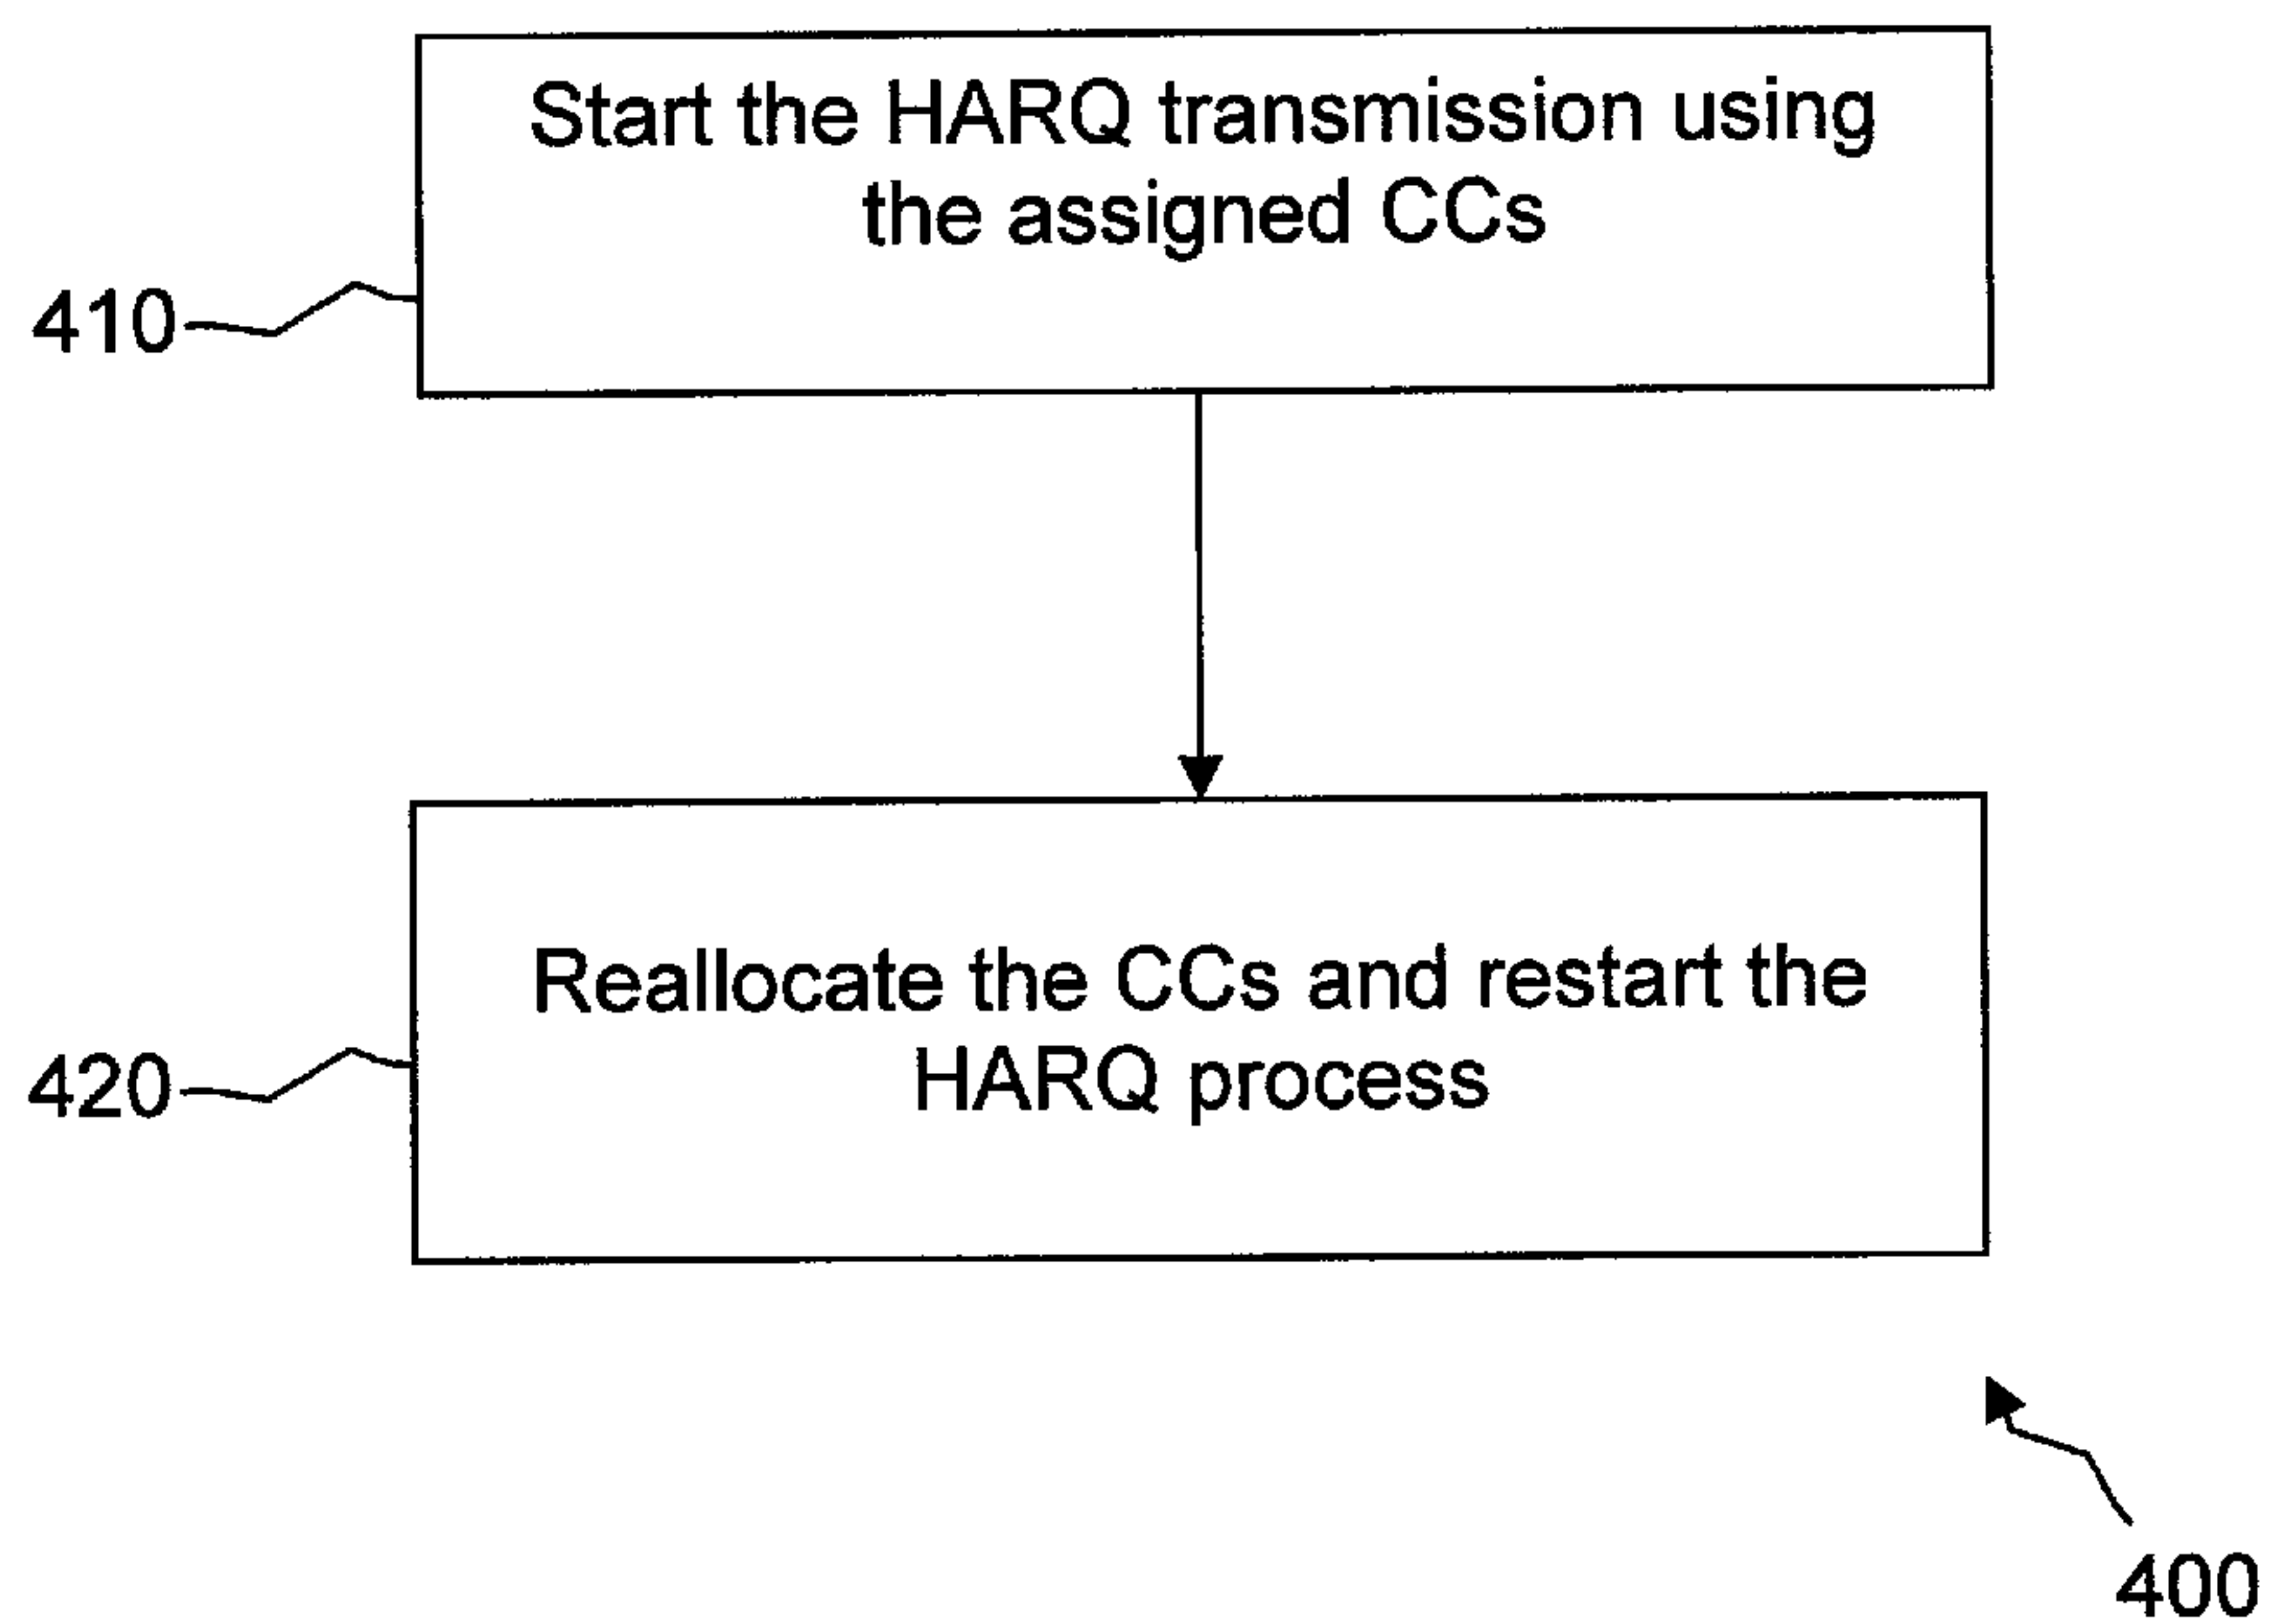 Start the HARQ transmission using
the assigned CCs
410
Reallocate the CCs and restart the
HARQ process
420
400